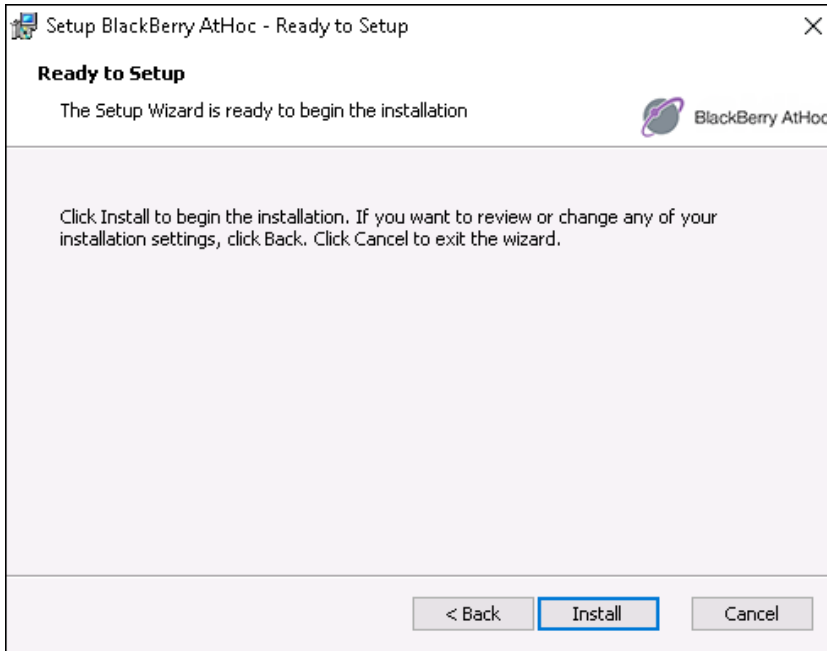 Setup BlackBerry AtHoc - Ready to Setup
Ready to Setup
The Setup Wizard is ready to begin the installation
BlackBerry AtHoc
Click Install to begin the installation. If you want to review or change any of your
installation settings, click Back. Click Cancel to exit the wizard.
< Back
Install
Cancel